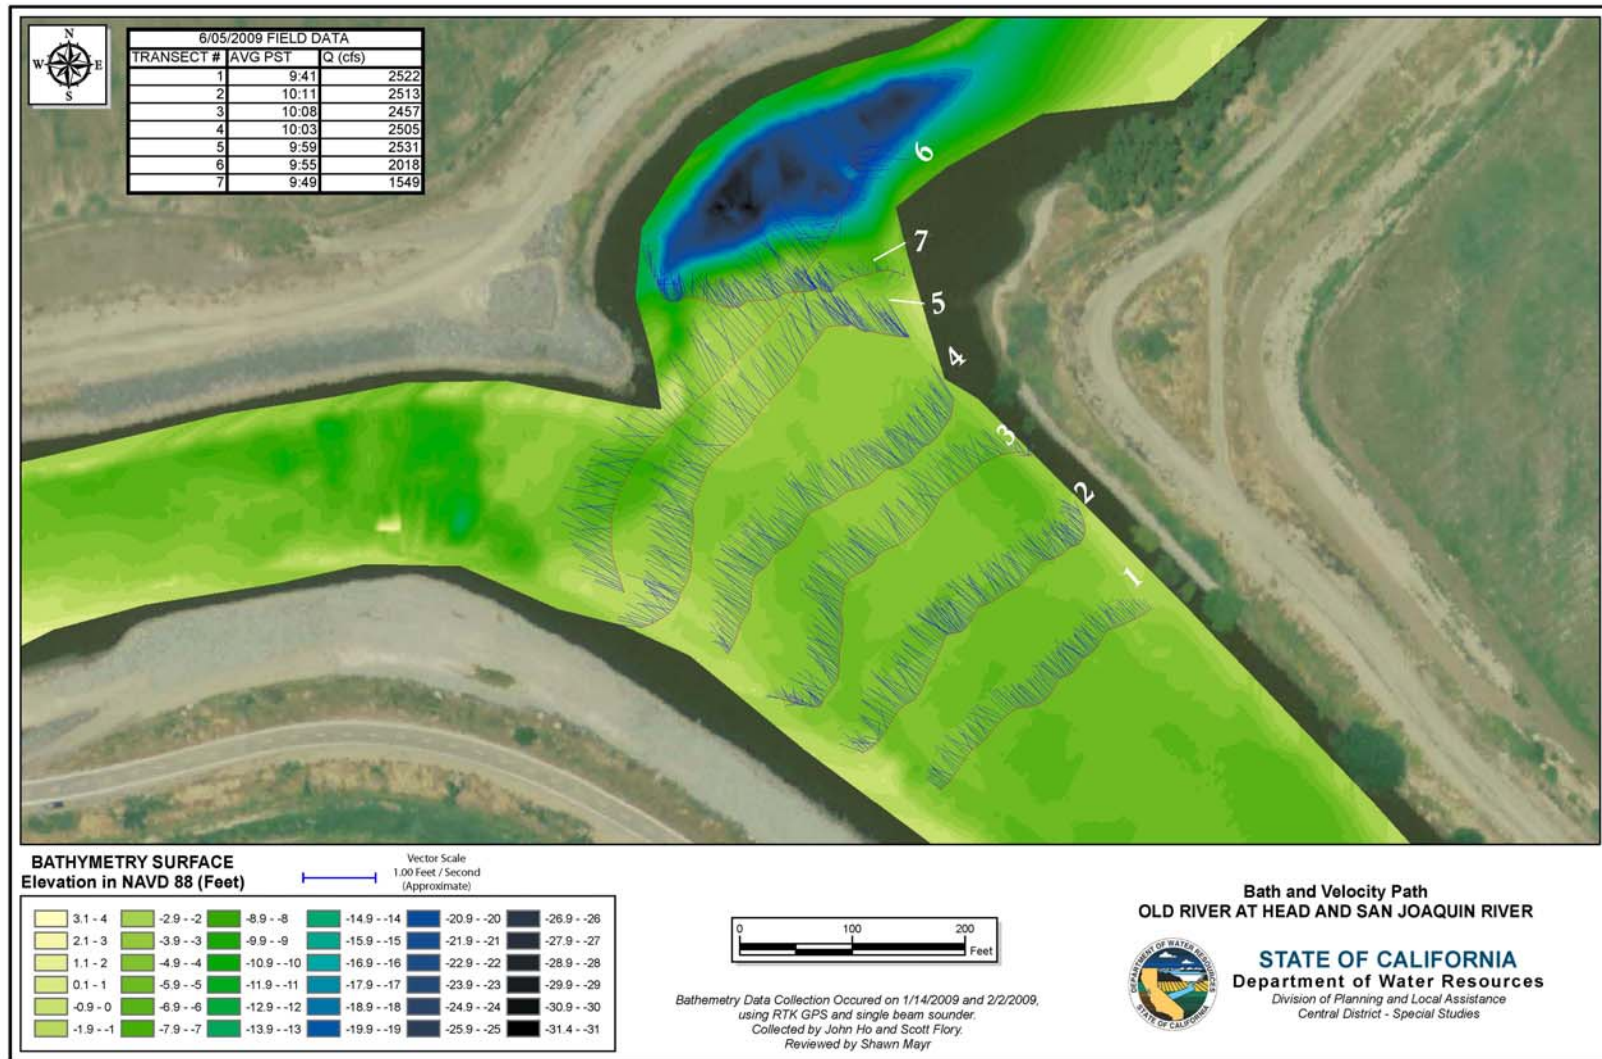 N
W E
S
6/05/2009 FIELD DATA
TRANSECT # AVG PST Q (cfs)
1 9:41 2522
2 10:11 2513
3 10:08 2457
4 10:03 2505
5 9:59 2531
6 9:55 2018
7 9:49 1549
6
7
5
4
3
2
1
BATHYMETRY SURFACE
Elevation in NAVD 88 (Feet)
Vector Scale
1.00 Feet / Second
(Approximate)
3.1 - 4 -2.9 - -2 -8.9 - -8 -14.9 - -14 -20.9 - -20 -26.9 - -26
2.1 - 3 -3.9 - -3 -9.9 - -9 -15.9 - -15 -21.9 - -21 -27.9 - -27
1.1 - 2 -4.9 - -4 -10.9 - -10 -16.9 - -16 -22.9 - -22 -28.9 - -28
0.1 - 1 -5.9 - -5 -11.9 - -11 -17.9 - -17 -23.9 - -23 -29.9 - -29
-0.9 - 0 -6.9 - -6 -12.9 - -12 -18.9 - -18 -24.9 - -24 -30.9 - -30
-1.9 - -1 -7.9 - -7 -13.9 - -13 -19.9 - -19 -25.9 - -25 -31.4 - -31
0 100 200
Feet
Bathemetry Data Collection Occured on 1/14/2009 and 2/2/2009,
using RTK GPS and single beam sounder.
Collected by John Ho and Scott Flory.
Reviewed by Shawn Mayr
Bath and Velocity Path
OLD RIVER AT HEAD AND SAN JOAQUIN RIVER
DEPARTMENT OF WATER RESOURCES
STATE OF CALIFORNIA
STATE OF CALIFORNIA
Department of Water Resources
Division of Planning and Local Assistance
Central District - Special Studies